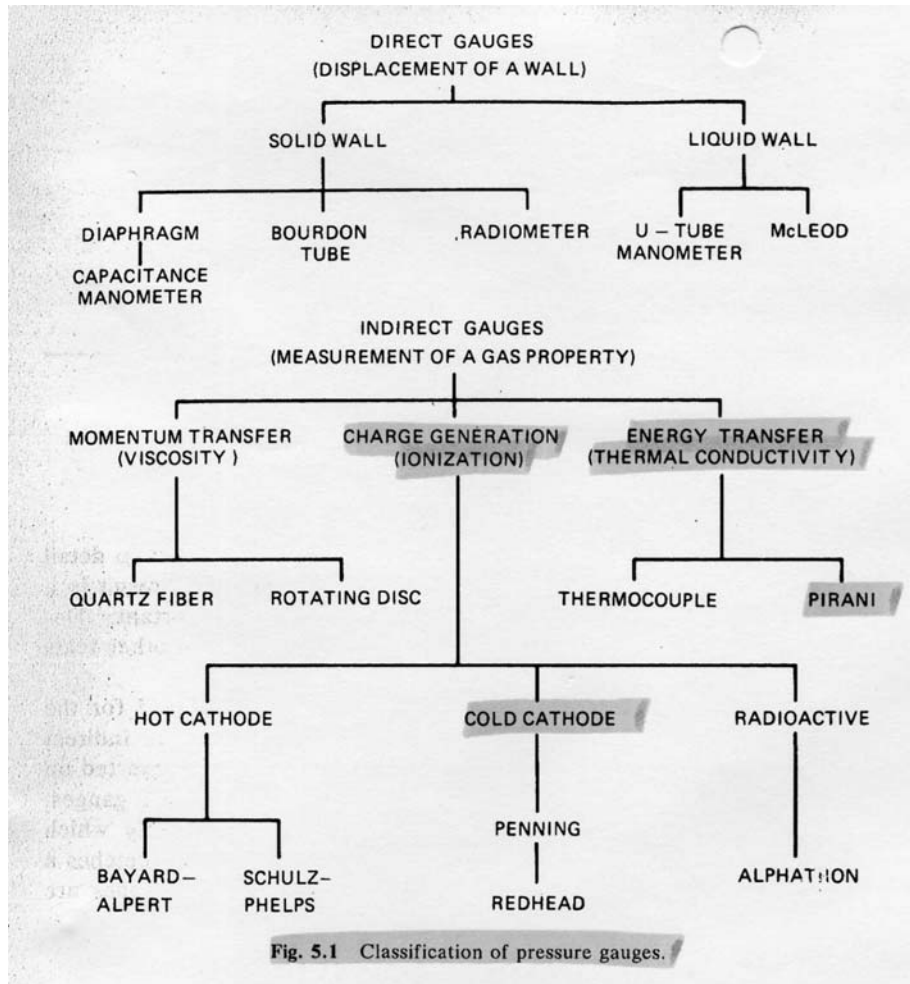 DIRECT GAUGES
(DISPLACEMENT OF A WALL)
SOLID WALL
LIQUID WALL
DIAPHRAGM
BOURDON
TUBE
RADIOMETER
U – TUBE
MANOMETER
McLEOD
CAPACITANCE
MANOMETER
INDIRECT GAUGES
(MEASUREMENT OF A GAS PROPERTY)
MOMENTUM TRANSFER
(VISCOSITY)
CHARGE GENERATION
(IONIZATION)
ENERGY TRANSFER
(THERMAL CONDUCTIVITY)
QUARTZ FIBER
ROTATING DISC
THERMOCOUPLE
PIRANI
HOT CATHODE
COLD CATHODE
RADIOACTIVE
BAYARD–
ALPERT
SCHULZ–
PHELPS
PENNING
REDHEAD
ALPHATRON
Fig. 5.1 Classification of pressure gauges.